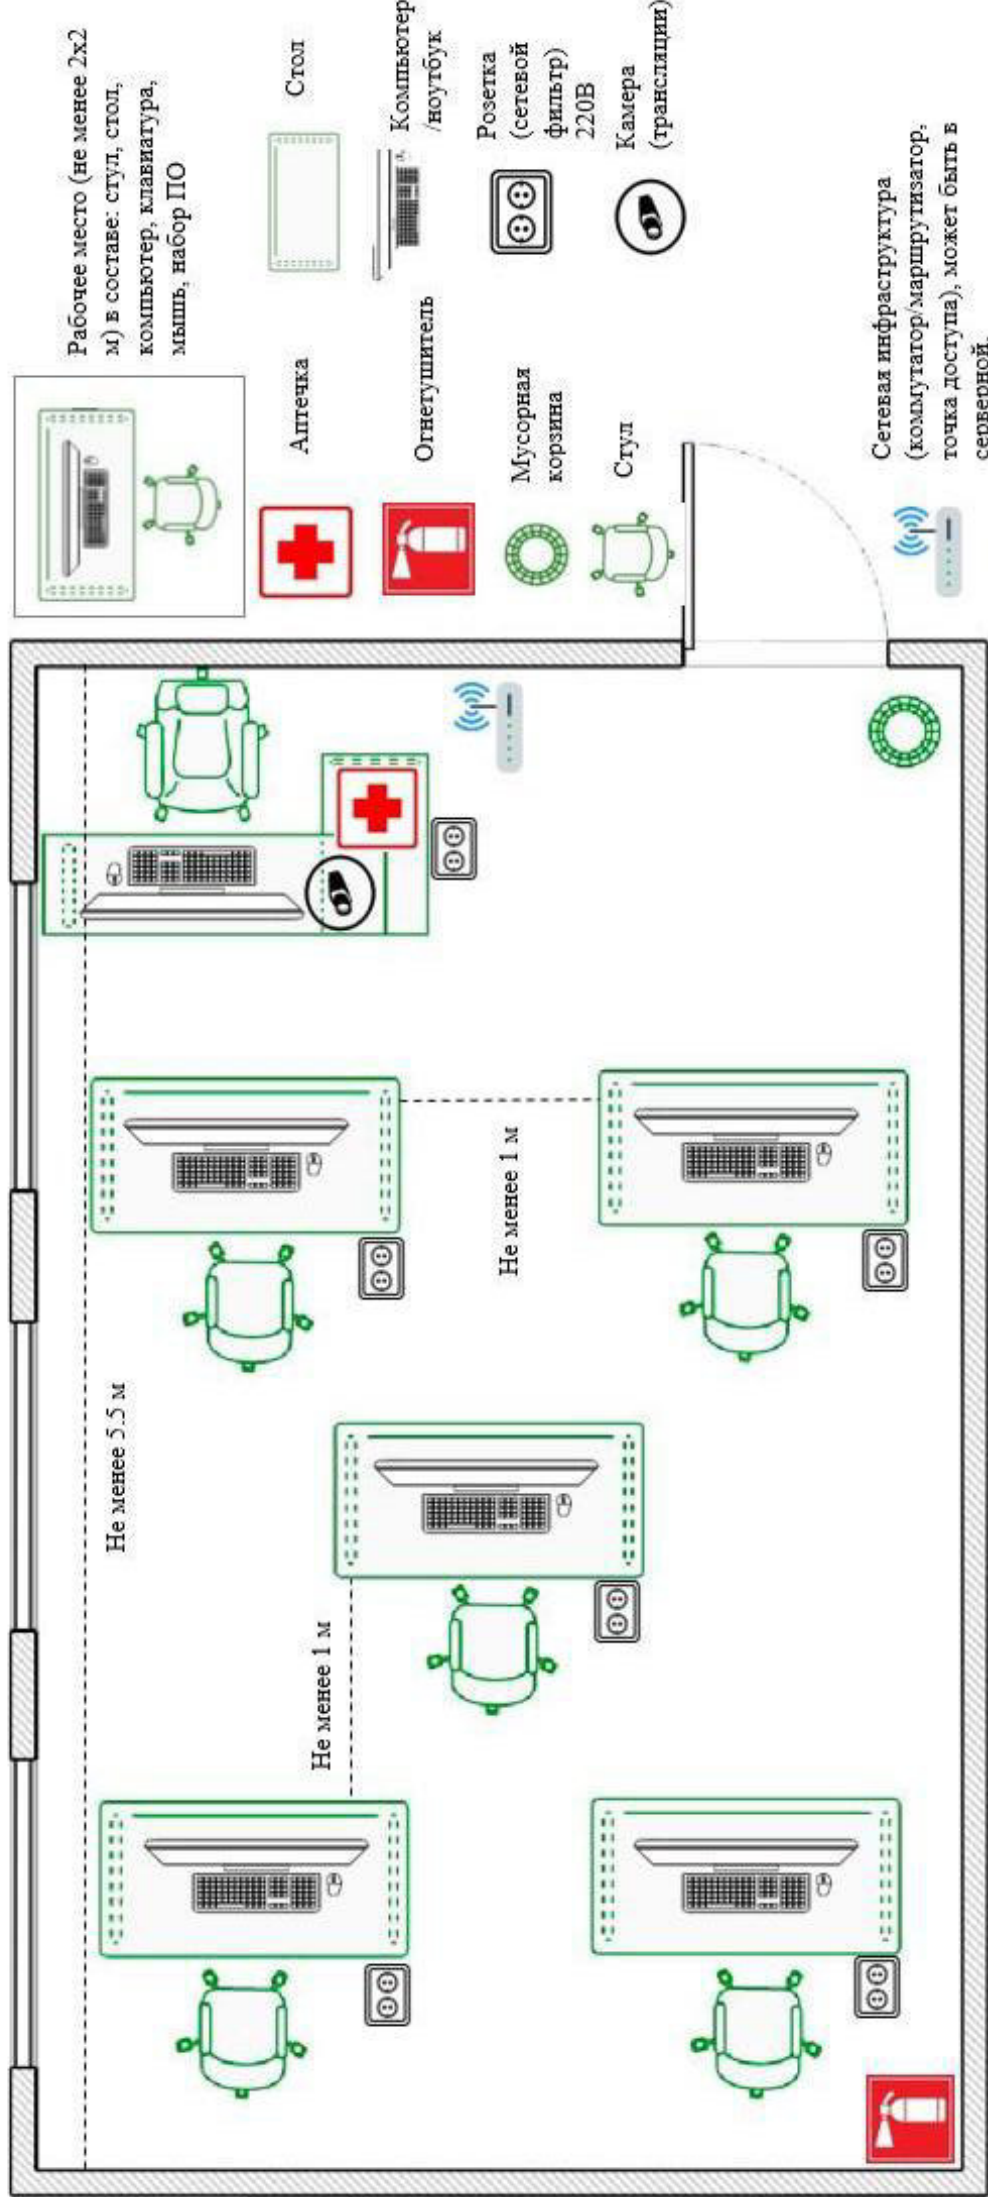 Рабочее место (не менее 2х2
м) в составе: стул, стол,
компьютер, клавиатура,
мышь, набор ПО
Аптечка
Стол
Огнетушитель
Компьютер
/ноутбук
Мусорная
корзина
Розетка
(сетевой
фильтр)
220В
Стул
Камера
(трансляции)
Сетевая инфраструктура
(коммутатор/маршрутизатор,
точка доступа), может быть в
серверной.
Не менее 5.5 м
Не менее 1 м
Не менее 1 м